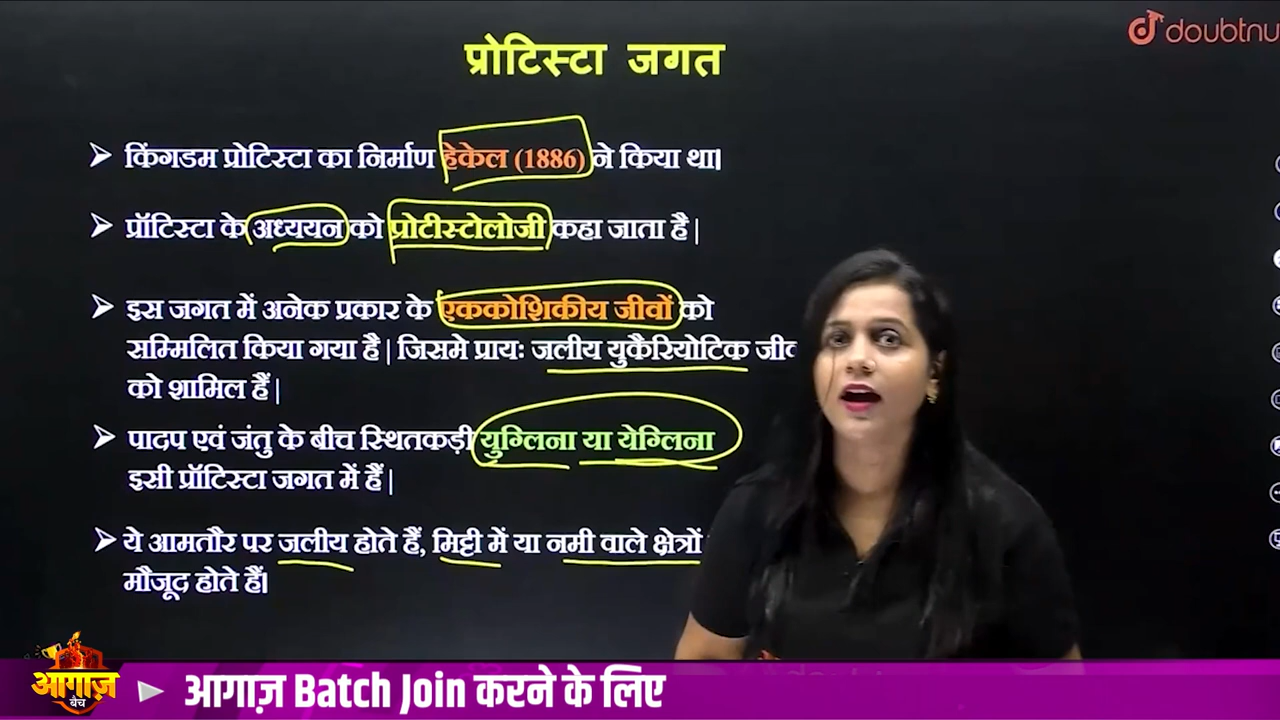 doubtnu
प्रोटिस्टा जगत
➢ किंगडम प्रोटिस्टा का निर्माण हेकेल (1886) ने किया था।
➢ प्रॉटिस्टा के अध्ययन को प्रोटीस्टोलोजी कहा जाता है |
➢ इस जगत में अनेक प्रकार के एककोशिकीय जीवों को
सम्मिलित किया गया है | जिसमे प्रायः जलीय युकैरियोटिक जीव
को शामिल हैं |
➢ पादप एवं जंतु के बीच स्थितकड़ी युग्लिना या येग्लिना
इसी प्रॉटिस्टा जगत में हैं |
➢ ये आमतौर पर जलीय होते हैं, मिट्टी में या नमी वाले क्षेत्रों
मौजूद होते हैं।
आगाज़
बैच
आगाज़ Batch Join करने के लिए